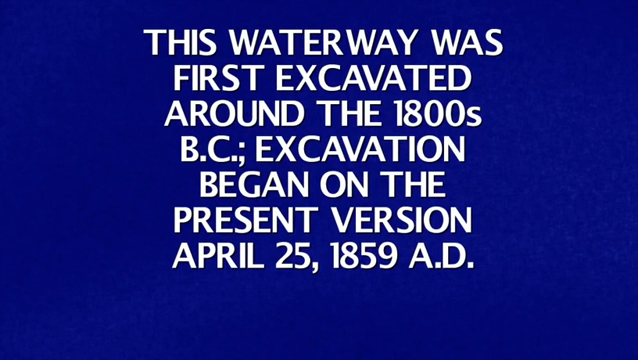 THIS WATERWAY WAS
FIRST EXCAVATED
AROUND THE 1800s
B.C.; EXCAVATION
BEGAN ON THE
PRESENT VERSION
APRIL 25, 1859 A.D.